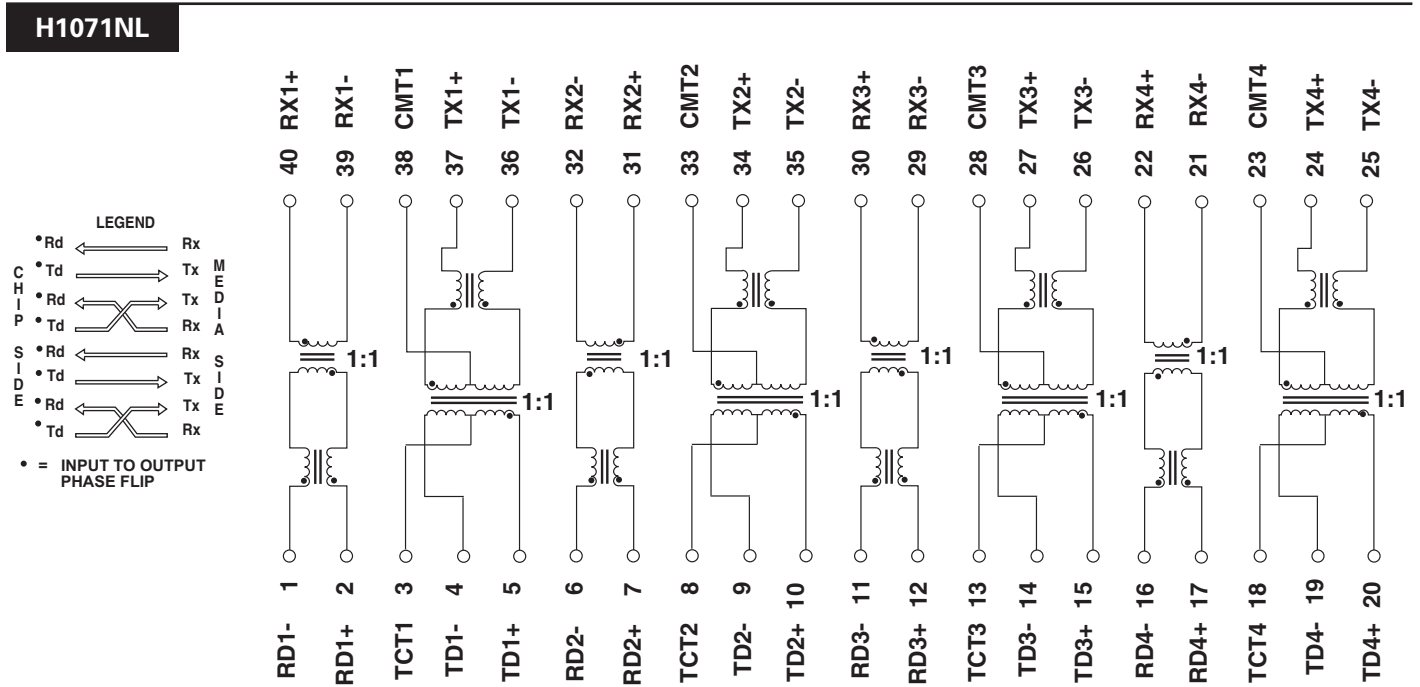 H1071NL
RX1+
RX1-
CMT1
TX1+
TX1-
RX2-
RX2+
CMT2
TX2+
TX2-
RX3+
RX3-
CMT3
TX3+
TX3-
RX4+
RX4-
CMT4
TX4+
TX4-
40
39
38
37
36
32
31
33
34
35
30
29
28
27
26
22
21
23
24
25
LEGEND
CHIP SIDE
MEDIA SIDE
•Rd Rx
•Td Tx
•Rd Tx
•Td Rx
•Rd Rx
•Td Tx
•Rd Tx
•Td Rx
• = INPUT TO OUTPUT
PHASE FLIP
1:1
1:1
1:1
1:1
1:1
1:1
1:1
1:1
1
2
3
4
5
6
7
8
9
10
11
12
13
14
15
16
17
18
19
20
RD1-
RD1+
TCT1
TD1-
TD1+
RD2-
RD2+
TCT2
TD2-
TD2+
RD3-
RD3+
TCT3
TD3-
TD3+
RD4-
RD4+
TCT4
TD4-
TD4+